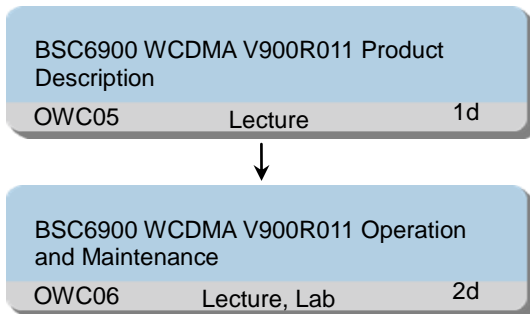 BSC6900 WCDMA V900R011 Product
Description
OWC05 Lecture 1d
BSC6900 WCDMA V900R011 Operation
and Maintenance
OWC06 Lecture, Lab 2d